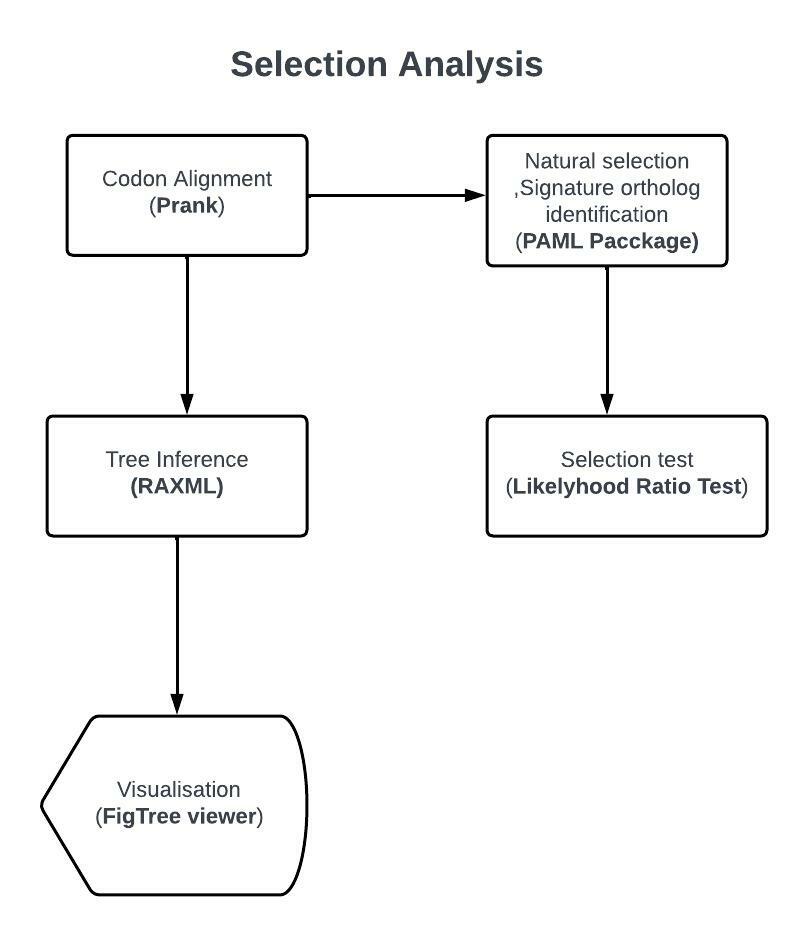 Selection Analysis
Codon Alignment
(Prank)
Natural selection
,Signature ortholog
identification
(PAML Pacckage)
Tree Inference
(RAXML)
Selection test
(Likelyhood Ratio Test)
Visualisation
(FigTree viewer)